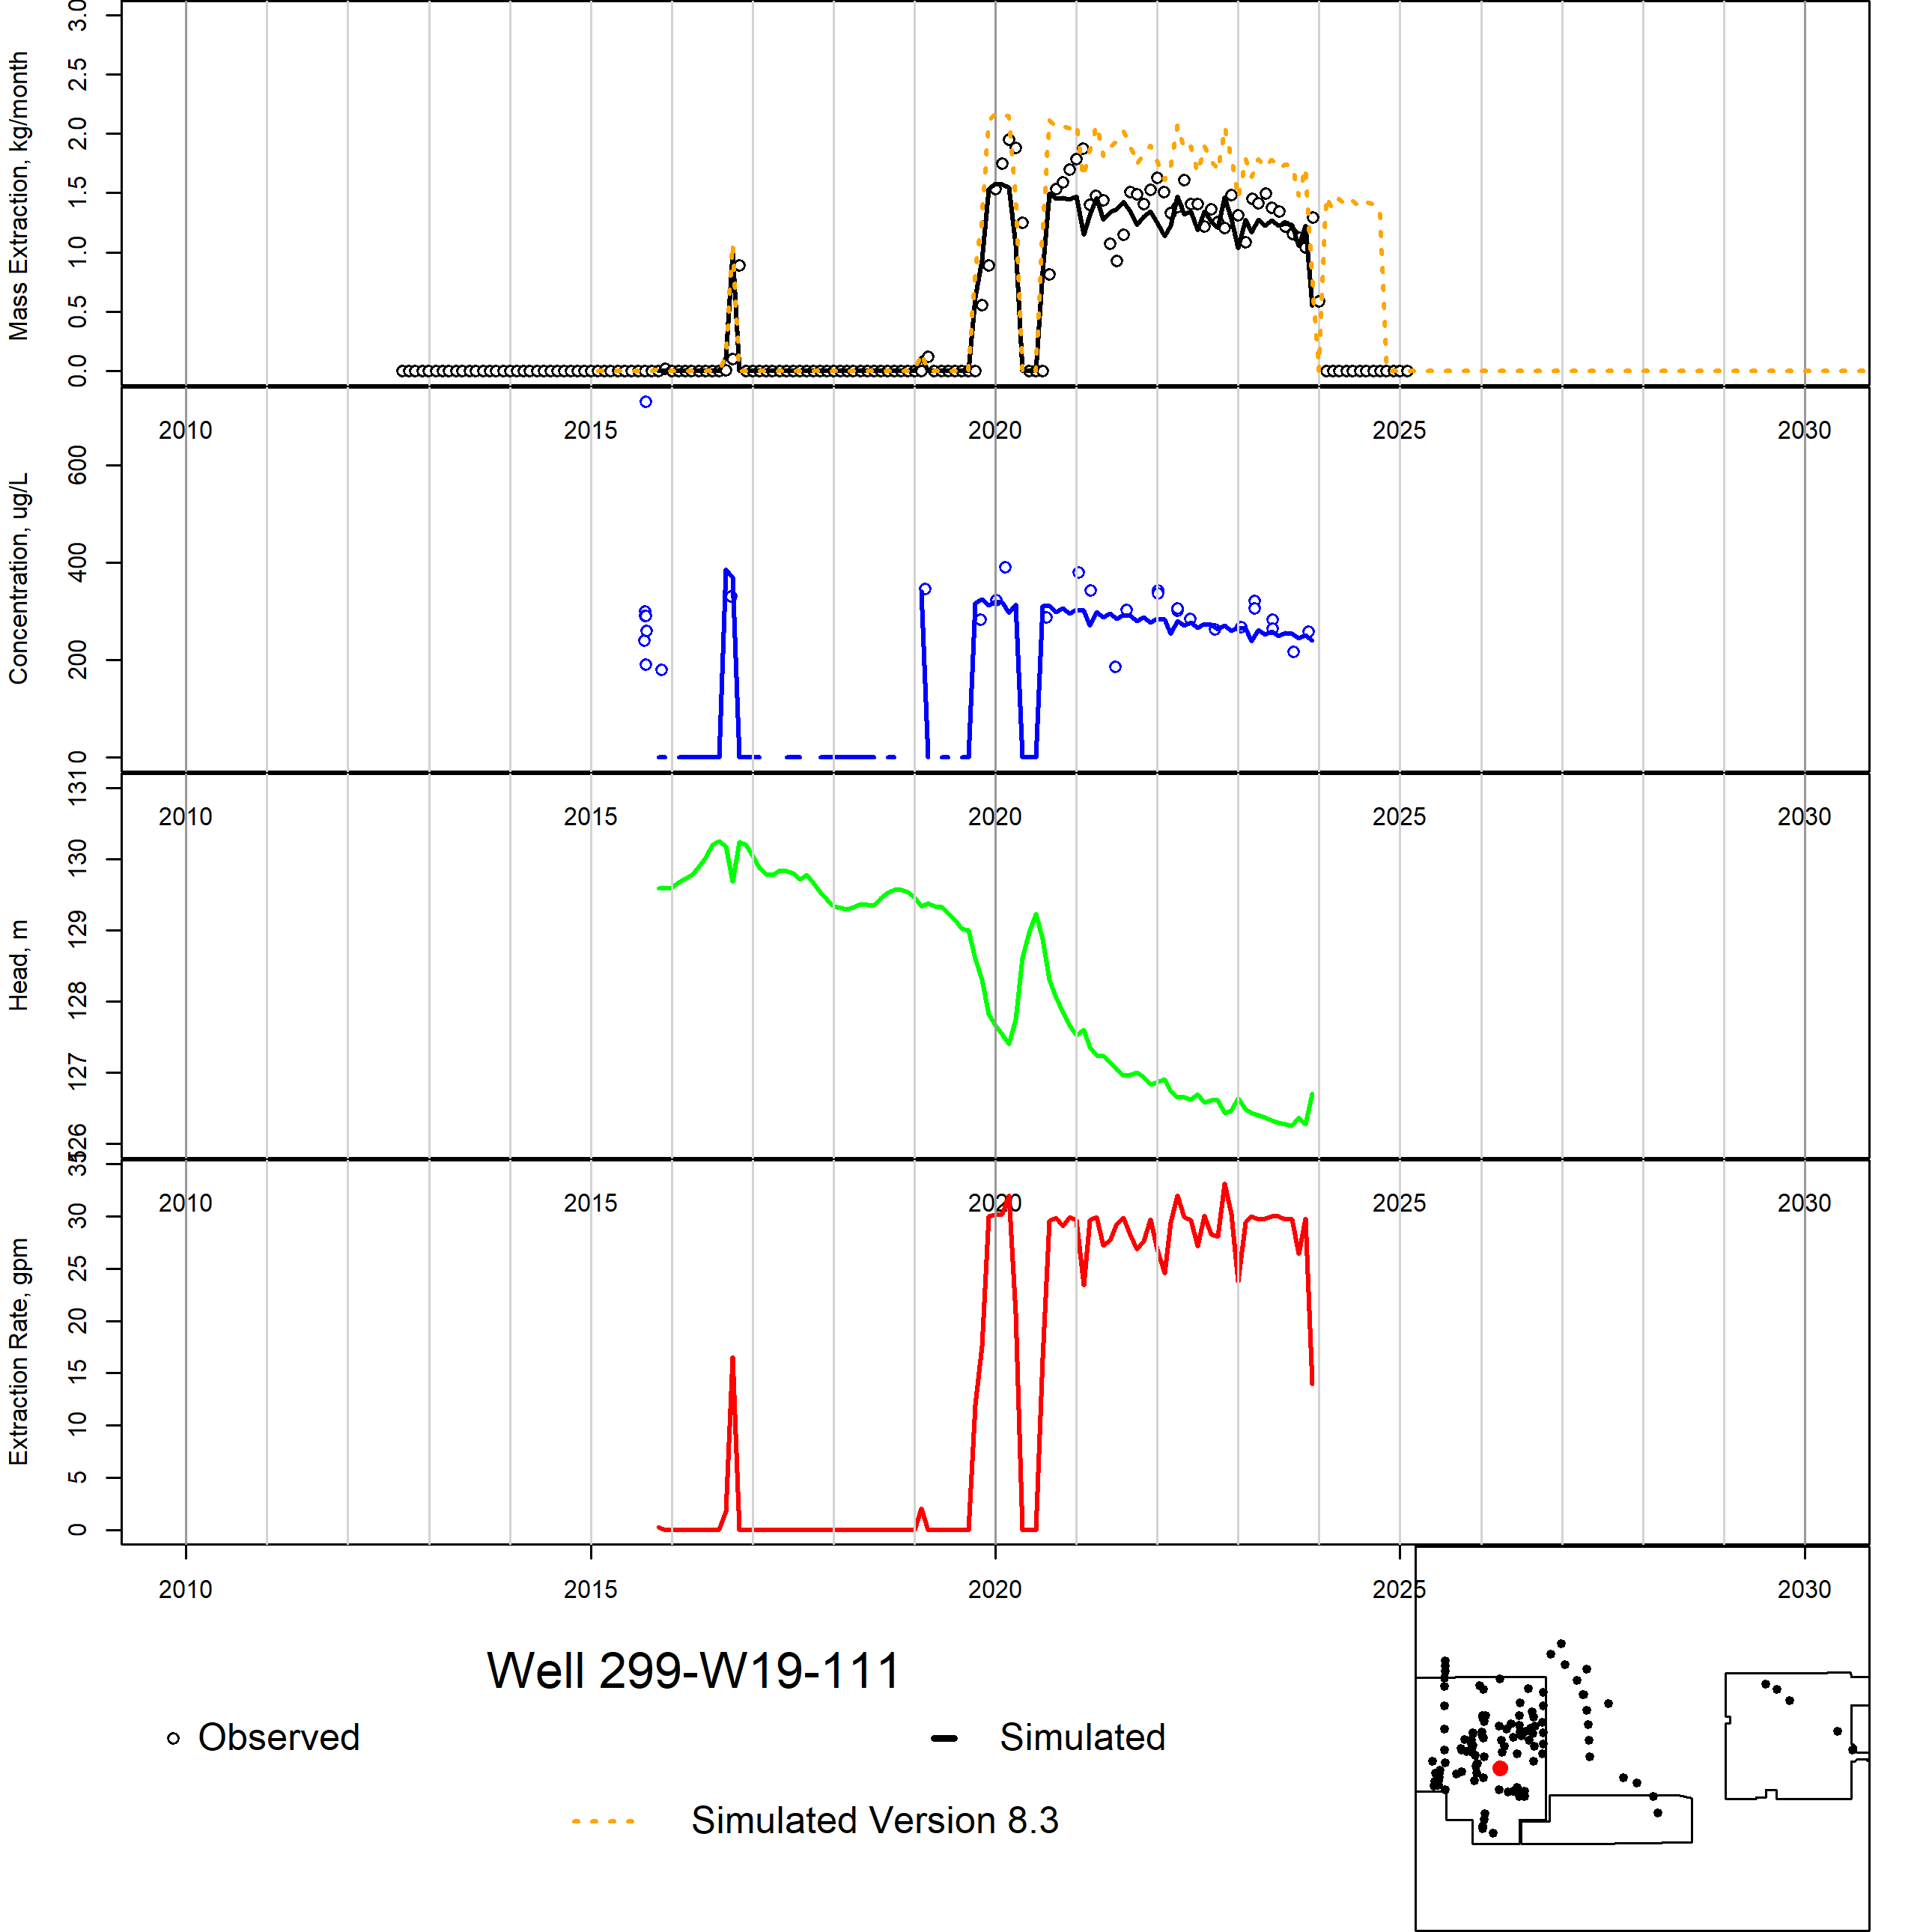 Mass Extraction, kg/month
3.0
2.5
2.0
1.5
1.0
0.5
0.0
2010 2015 2020 2025 2030
Concentration, ug/L
600
400
200
0
2010 2015 2020 2025 2030
Head, m
131
130
129
128
127
126
2010 2015 2020 2025 2030
Extraction Rate, gpm
35
30
25
20
15
10
5
0
2010 2015 2020 2025 2030
Well 299-W19-111
Observed
Simulated
Simulated Version 8.3